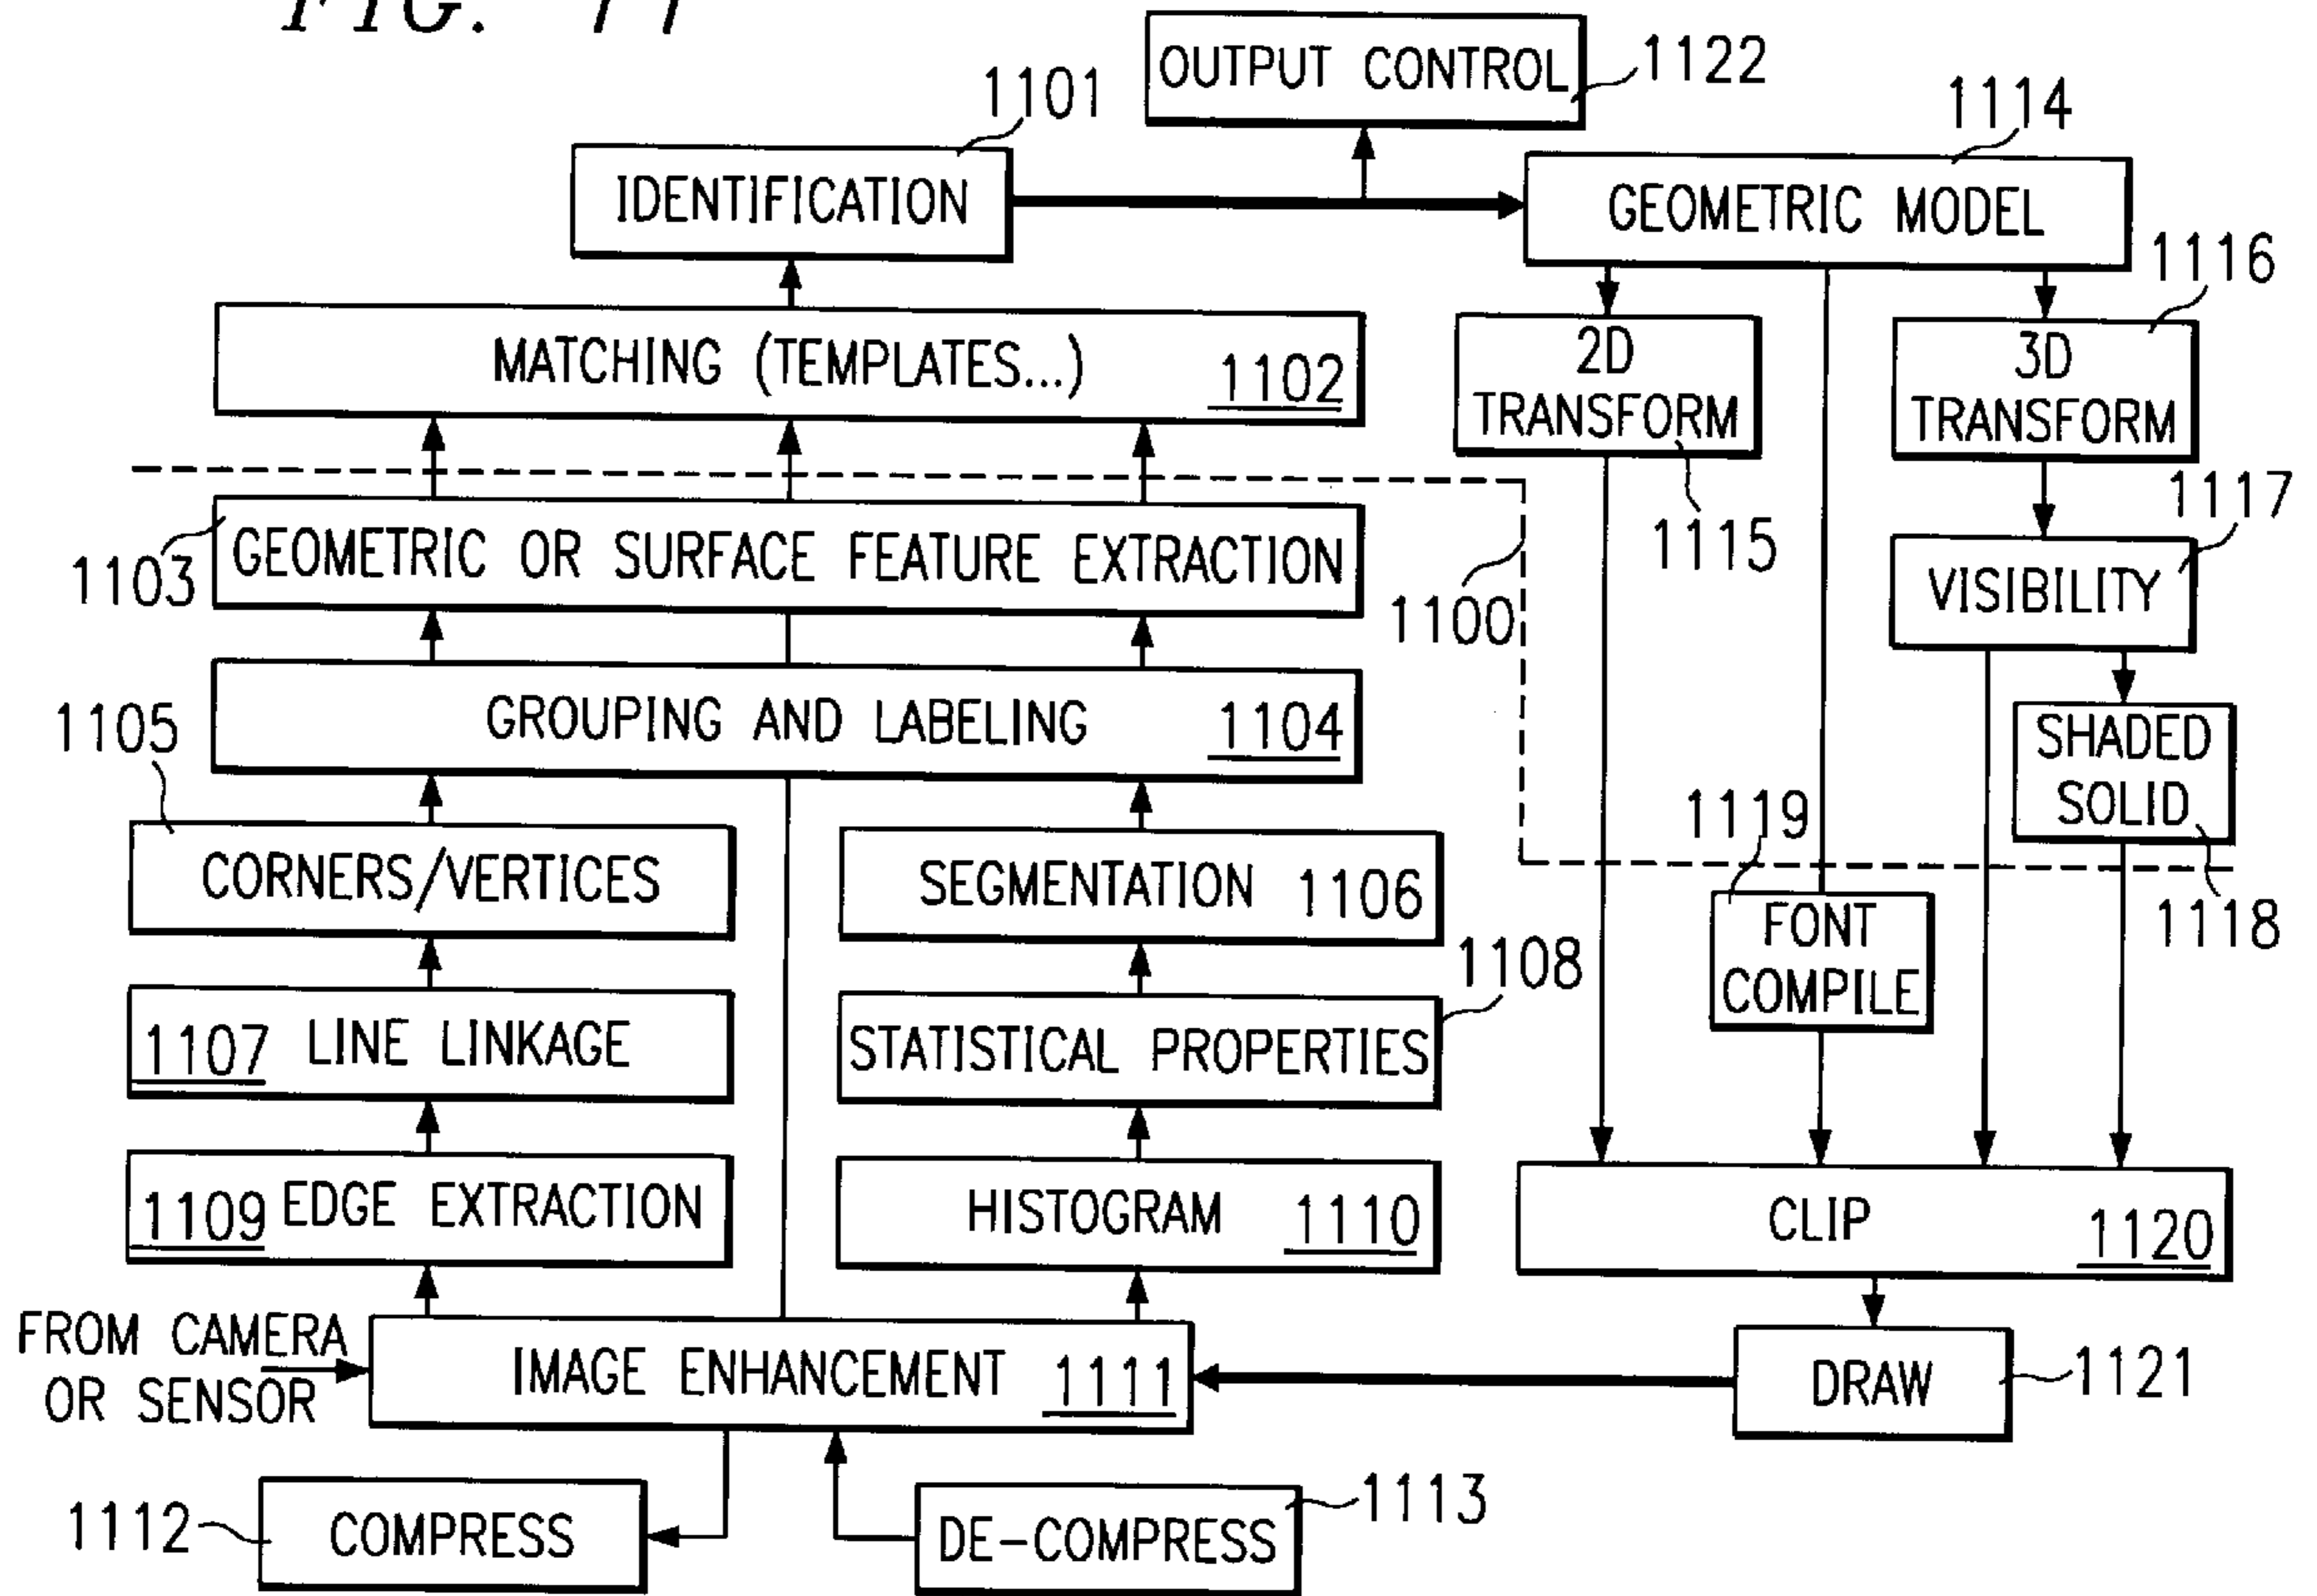 FIG. 11
OUTPUT CONTROL
1122
1101
1114
IDENTIFICATION
GEOMETRIC MODEL
1116
MATCHING (TEMPLATES...) 1102
2D
TRANSFORM
1115
3D
TRANSFORM
1117
1103
GEOMETRIC OR SURFACE FEATURE EXTRACTION
1100
VISIBILITY
GROUPING AND LABELING 1104
1105
SHADED
SOLID
1118
1119
CORNERS/VERTICES
SEGMENTATION 1106
FONT
COMPILE
1108
1107 LINE LINKAGE
STATISTICAL PROPERTIES
1109 EDGE EXTRACTION
HISTOGRAM 1110
CLIP 1120
FROM CAMERA
OR SENSOR
IMAGE ENHANCEMENT 1111
DRAW
1121
1112
COMPRESS
DE-COMPRESS
1113